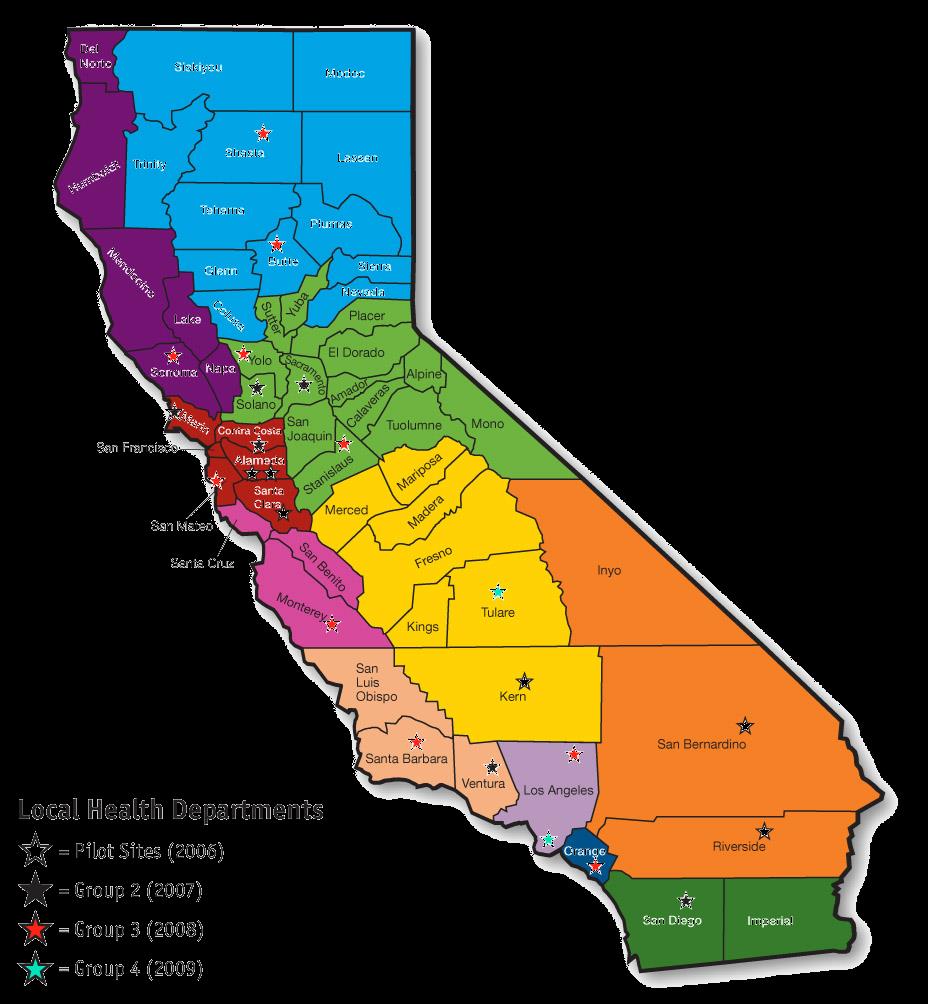 Del
Norte
Siskiyou
Modoc
Humboldt
Trinity
Shasta
Lassen
Tehama
Plumas
Mendocino
Glenn
Butte
Sierra
Nevada
Lake
Colusa
Sutter
Yuba
Placer
Sonoma
Napa
Yolo
Sacramento
El Dorado
Alpine
Solano
Amador
Calaveras
Marin
Contra Costa
San
Joaquin
Tuolumne
Mono
San Francisco
Alameda
Stanislaus
Mariposa
Santa
Clara
Merced
Madera
San Mateo
Santa Cruz
San Benito
Fresno
Inyo
Monterey
Kings
Tulare
San
Luis
Obispo
Kern
San Bernardino
Santa Barbara
Ventura
Los Angeles
Orange
Riverside
San Diego
Imperial
Local Health Departments
= Pilot Sites (2006)
= Group 2 (2007)
= Group 3 (2008)
= Group 4 (2009)